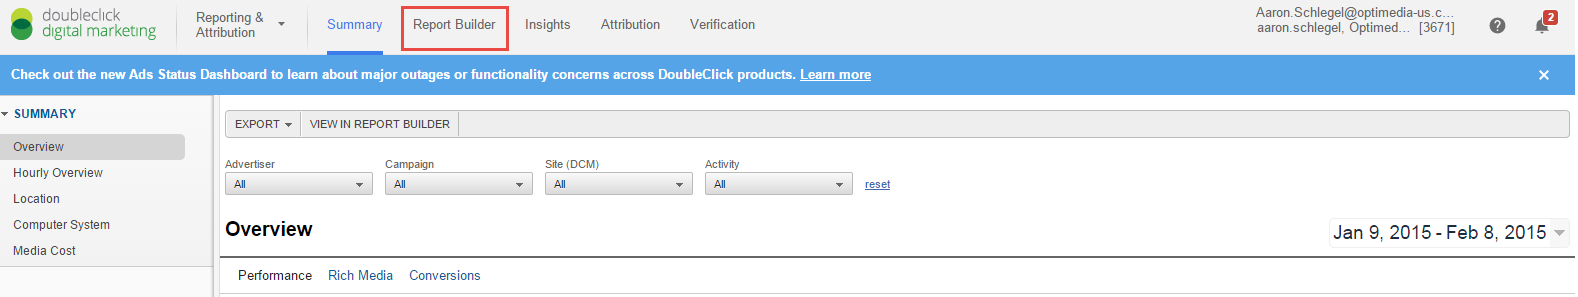 doubleclick
digital marketing
Reporting &
Attribution
Summary
Report Builder
Insights
Attribution
Verification
Aaron.Schlegel@optimedia-us.c...
aaron.schlegel, Optimed... [3671]
?
2
Check out the new Ads Status Dashboard to learn about major outages or functionality concerns across DoubleClick products. Learn more
SUMMARY
Overview
Hourly Overview
Location
Computer System
Media Cost
EXPORT
VIEW IN REPORT BUILDER
Advertiser
Campaign
Site (DCM)
Activity
All
All
All
All
reset
Overview
Jan 9, 2015 - Feb 8, 2015
Performance
Rich Media
Conversions